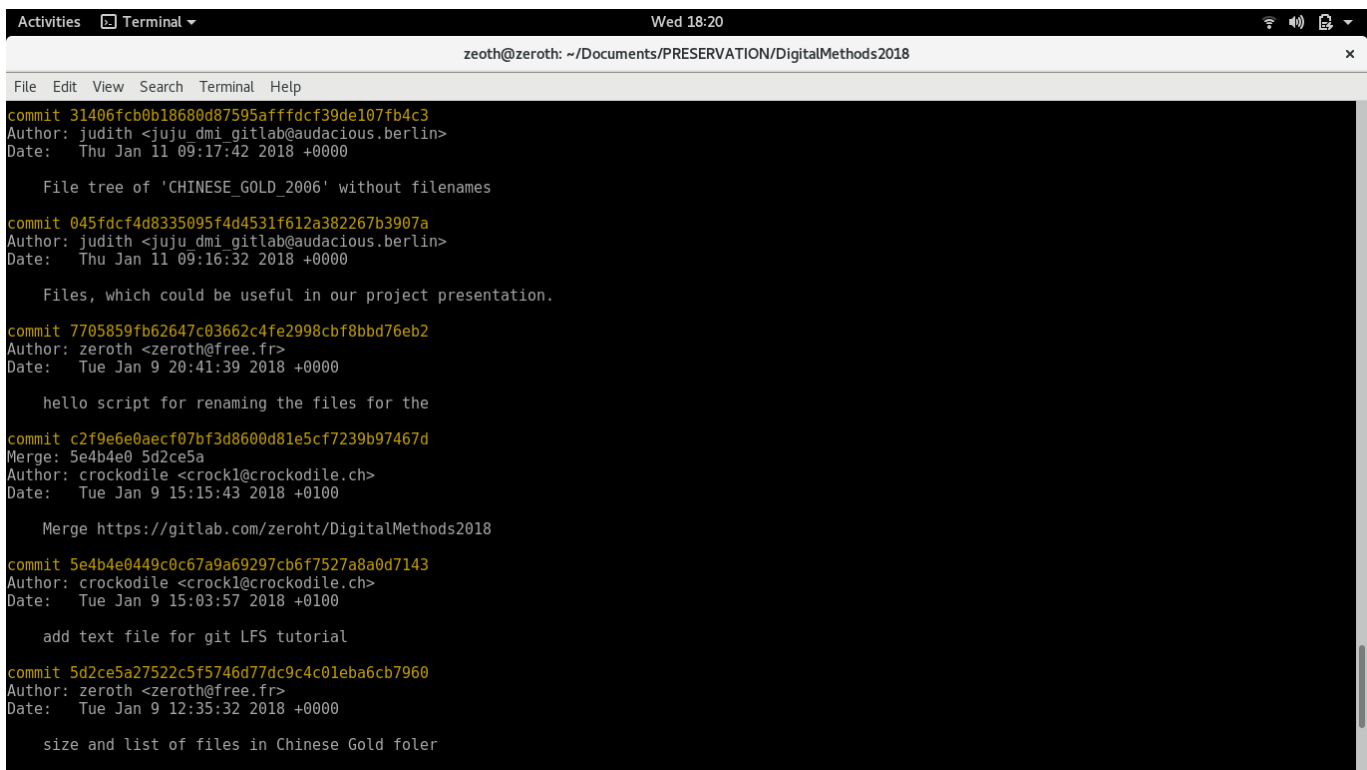 Activities Terminal Wed 18:20
zeoth@zeroth: ~/Documents/PRESERVATION/DigitalMethods2018 ×
File Edit View Search Terminal Help
commit 31406fcb0b18680d87595afffdcf39de107fb4c3
Author: judith <juju_dmi_gitlab@audacious.berlin>
Date: Thu Jan 11 09:17:42 2018 +0000
File tree of 'CHINESE_GOLD_2006' without filenames
commit 045fdcf4d8335095f4d4531f612a382267b3907a
Author: judith <juju_dmi_gitlab@audacious.berlin>
Date: Thu Jan 11 09:16:32 2018 +0000
Files, which could be useful in our project presentation.
commit 7705859fb62647c03662c4fe2998cbf8bbd76eb2
Author: zeroth <zeroth@free.fr>
Date: Tue Jan 9 20:41:39 2018 +0000
hello script for renaming the files for the
commit c2f9e6e0aecf07bf3d8600d81e5cf7239b97467d
Merge: 5e4b4e0 5d2ce5a
Author: crockodile <crock1@crockodile.ch>
Date: Tue Jan 9 15:15:43 2018 +0100
Merge https://gitlab.com/zeroht/DigitalMethods2018
commit 5e4b4e0449c0c67a9a69297cb6f7527a8a0d7143
Author: crockodile <crock1@crockodile.ch>
Date: Tue Jan 9 15:03:57 2018 +0100
add text file for git LFS tutorial
commit 5d2ce5a27522c5f5746d77dc9c4c01eba6cb7960
Author: zeroth <zeroth@free.fr>
Date: Tue Jan 9 12:35:32 2018 +0000
size and list of files in Chinese Gold foler